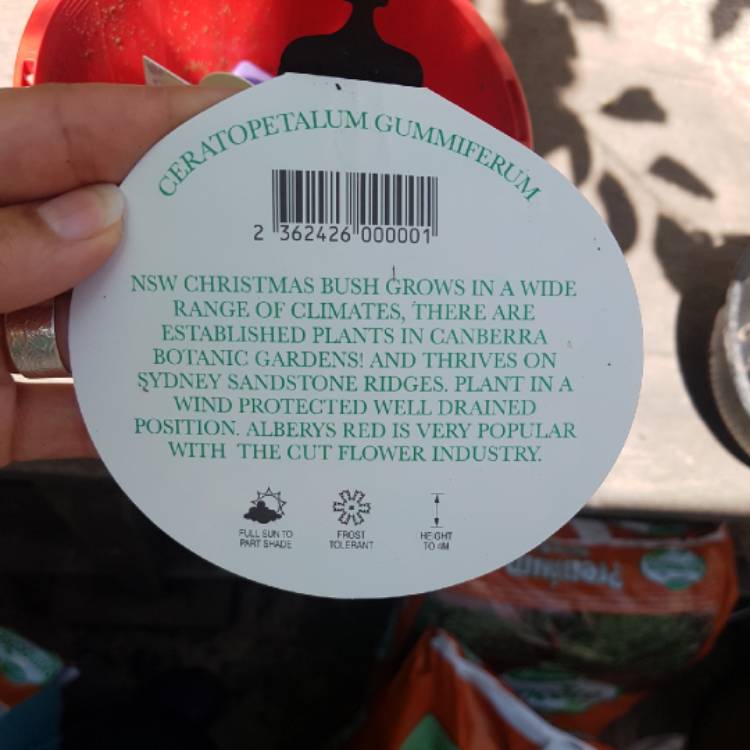 CERATOPETALUM GUMMIFERUM
2 362426 000001
NSW CHRISTMAS BUSH GROWS IN A WIDE
RANGE OF CLIMATES, THERE ARE
ESTABLISHED PLANTS IN CANBERRA
BOTANIC GARDENS! AND THRIVES ON
SYDNEY SANDSTONE RIDGES. PLANT IN A
WIND PROTECTED WELL DRAINED
POSITION. ALBERYS RED IS VERY POPULAR
WITH THE CUT FLOWER INDUSTRY.
FULL SUN TO
PART SHADE
FROST
TOLERANT
HEIGHT
TO 4M
Premium